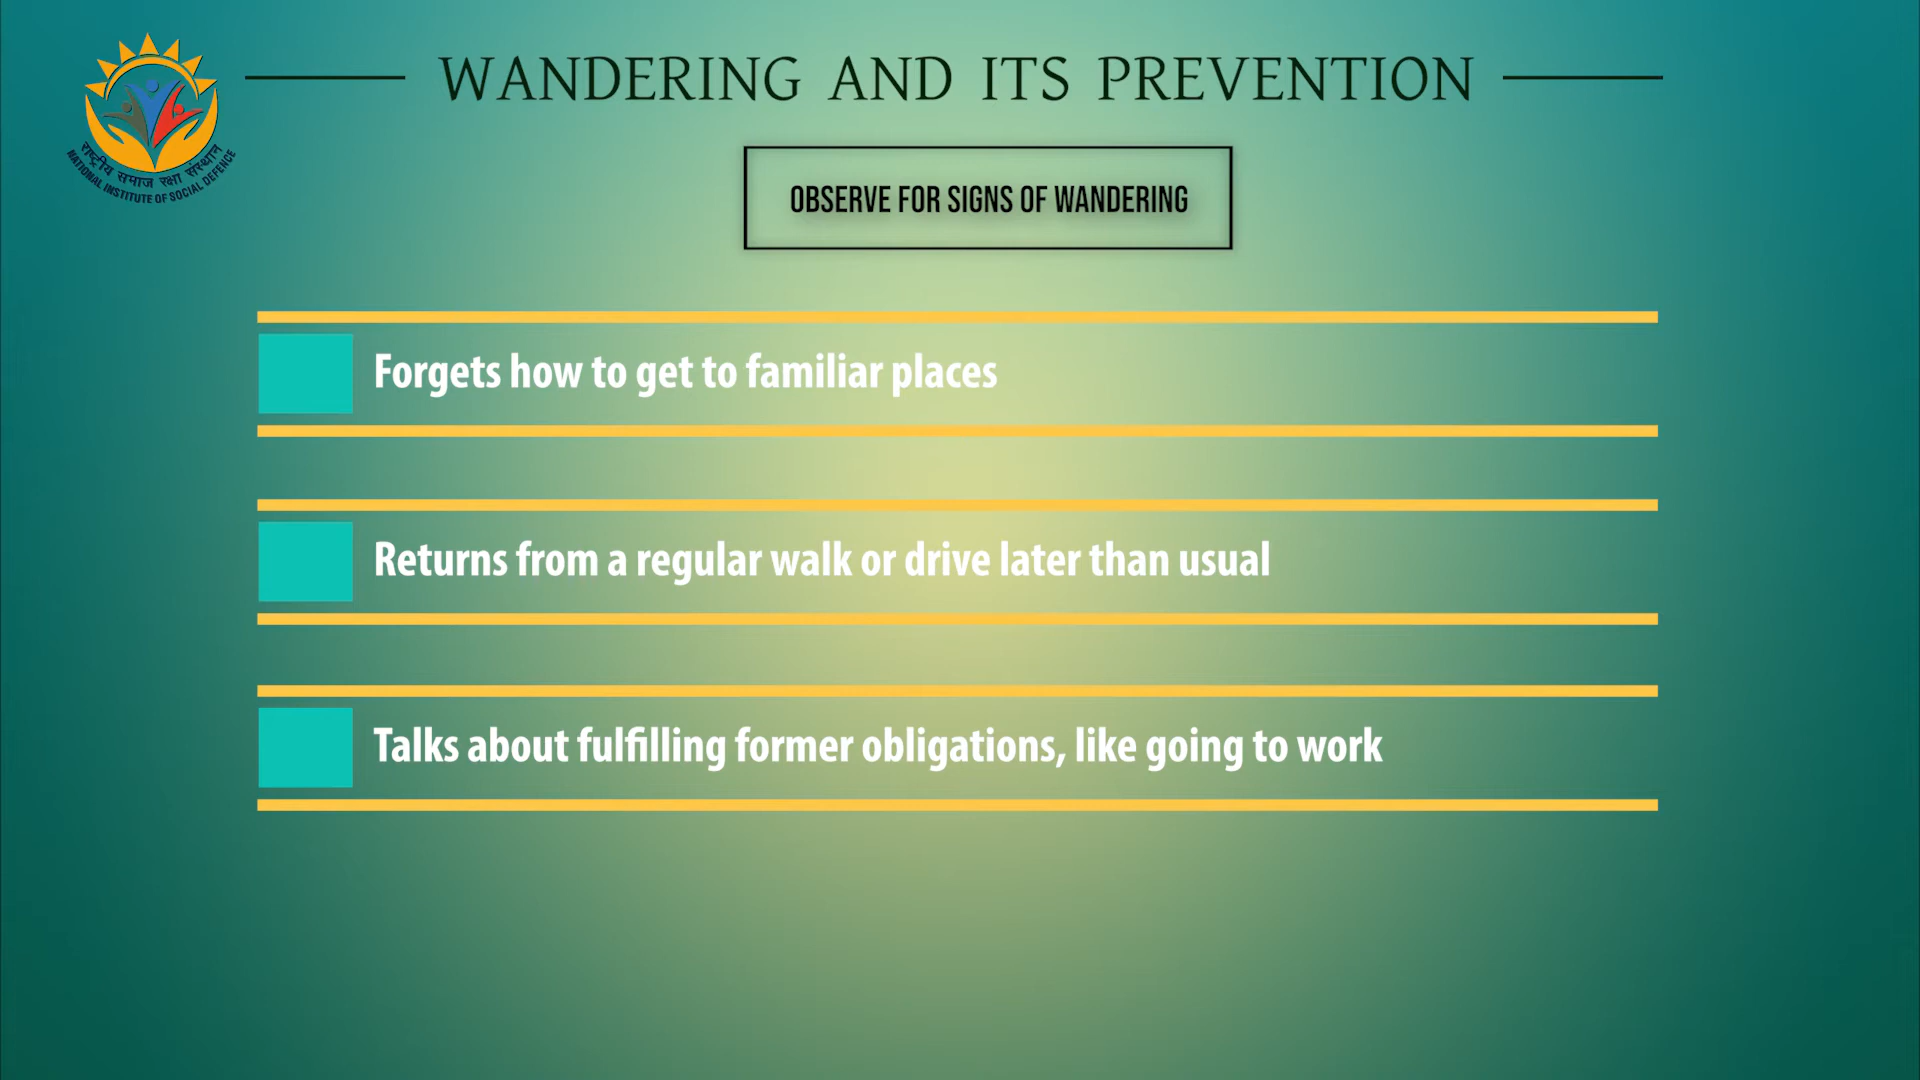 राष्ट्रीय समाज रक्षा संस्थान
NATIONAL INSTITUTE OF SOCIAL DEFENCE
WANDERING AND ITS PREVENTION
OBSERVE FOR SIGNS OF WANDERING
Forgets how to get to familiar places
Returns from a regular walk or drive later than usual
Talks about fulfilling former obligations, like going to work